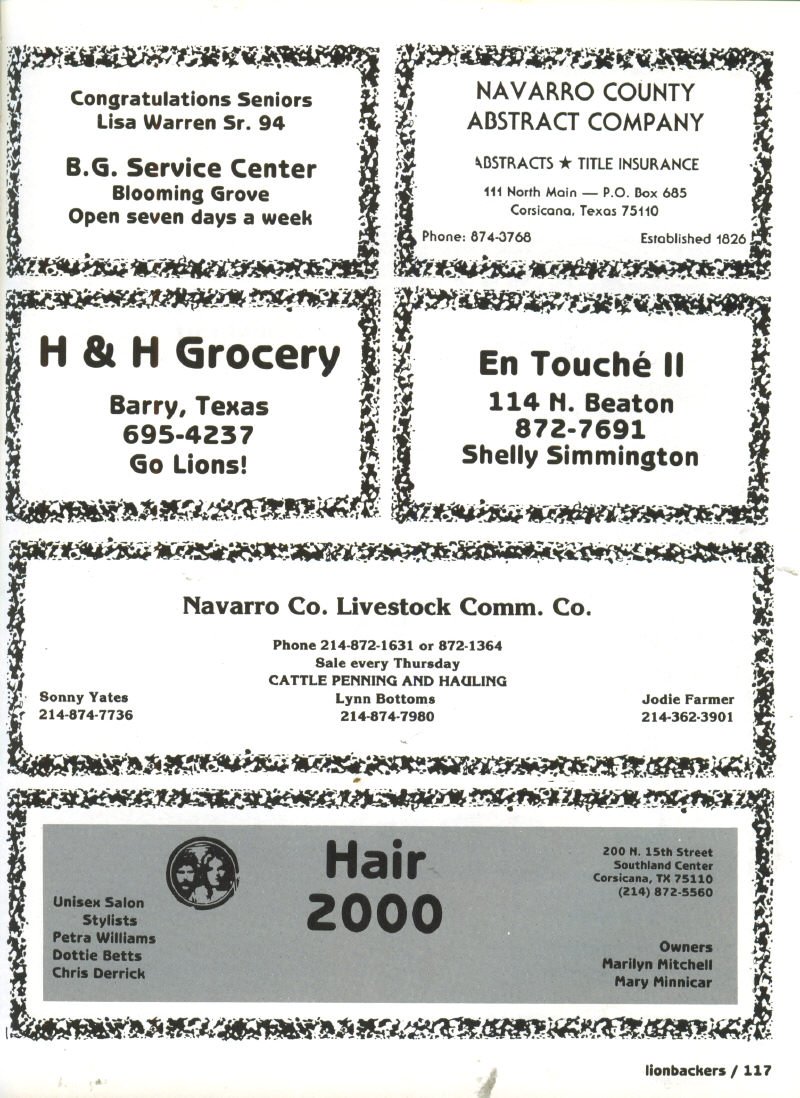 Congratulations Seniors
Lisa Warren Sr. 94
B.G. Service Center
Blooming Grove
Open seven days a week
NAVARRO COUNTY
ABSTRACT COMPANY
ABSTRACTS ★ TITLE INSURANCE
111 North Main — P.O. Box 685
Corsicana, Texas 75110
Phone: 874-3768 Established 1826
H & H Grocery
Barry, Texas
695-4237
Go Lions!
En Touché II
114 N. Beaton
872-7691
Shelly Simmington
Navarro Co. Livestock Comm. Co.
Phone 214-872-1631 or 872-1364
Sale every Thursday
CATTLE PENNING AND HAULING
Sonny Yates Lynn Bottoms Jodie Farmer
214-874-7736 214-874-7980 214-362-3901
Hair
2000
Unisex Salon
Stylists
Petra Williams
Dottie Betts
Chris Derrick
200 N. 15th Street
Southland Center
Corsicana, TX 75110
(214) 872-5560
Owners
Marilyn Mitchell
Mary Minnicar
lionbackers / 117